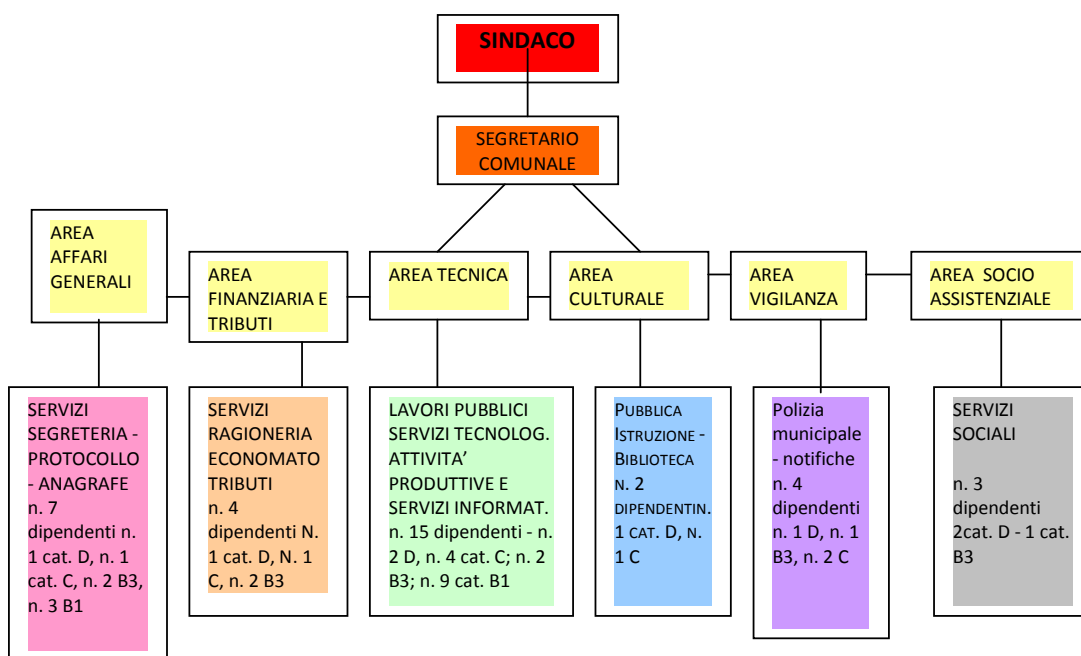 SINDACO
SEGRETARIO
COMUNALE
AREA
AFFARI
GENERALI
AREA
FINANZIARIA E
TRIBUTI
AREA TECNICA
AREA
CULTURALE
AREA
VIGILANZA
AREA SOCIO
ASSISTENZIALE
SERVIZI
SEGRETERIA -
PROTOCOLLO
- ANAGRAFE
n. 7
dipendenti n.
1 cat. D, n. 1
cat. C, n. 2 B3,
n. 3 B1
SERVIZI
RAGIONERIA
ECONOMATO
TRIBUTI
n. 4
dipendenti N.
1 cat. D, N. 1
C, n. 2 B3
LAVORI PUBBLICI
SERVIZI TECNOLOG.
ATTIVITA’
PRODUTTIVE E
SERVIZI INFORMAT.
n. 15 dipendenti - n.
2 D, n. 4 cat. C; n. 2
B3; n. 9 cat. B1
PUBBLICA
ISTRUZIONE -
BIBLIOTECA
N. 2
DIPENDENTIN.
1 CAT. D, N.
1 C
Polizia
municipale
- notifiche
n. 4
dipendenti
n. 1 D, n. 1
B3, n. 2 C
SERVIZI
SOCIALI
n. 3
dipendenti
2cat. D - 1 cat.
B3